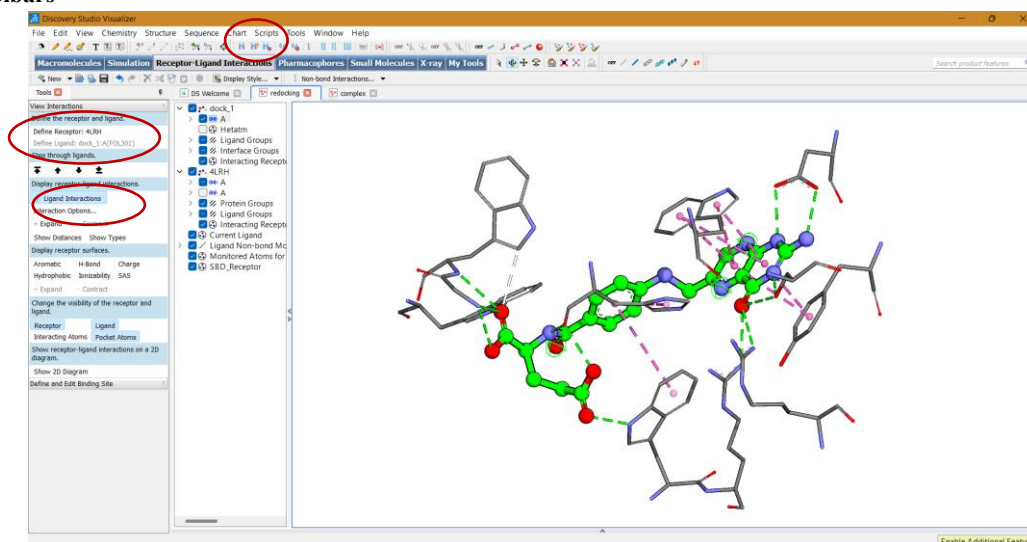 Discovery Studio Visualizer
File Edit View Chemistry Structure Sequence Chart Scripts Tools Window Help
Macromolecules Simulation Receptor-Ligand Interactions Pharmacophores Small Molecules X-ray My Tools
Search product features
New Display Style... Non-bond Interactions...
Tools
DS Welcome redocking complex
View Interactions
Define the receptor and ligand.
Define Receptor: 4LRH
Define Ligand: dock_1:A(FOL301)
Step through ligands.
Display receptor-ligand interactions.
Ligand Interactions
Interaction Options...
+ Expand
Show Distances Show Types
Display receptor surfaces.
Aromatic H-Bond Charge
Hydrophobic Ionizability SAS
+ Expand - Contract
Change the visibility of the receptor and
ligand.
Receptor Ligand
Interacting Atoms Pocket Atoms
Show receptor-ligand interactions on a 2D
diagram.
Show 2D Diagram
Define and Edit Binding Site
dock_1
A
Hetatm
Ligand Groups
Interface Groups
Interacting Recept
4LRH
A
A
Protein Groups
Ligand Groups
Interacting Recept
Current Ligand
Ligand Non-bond Mo
Monitored Atoms for
SBD_Receptor
Enable Additional Featu